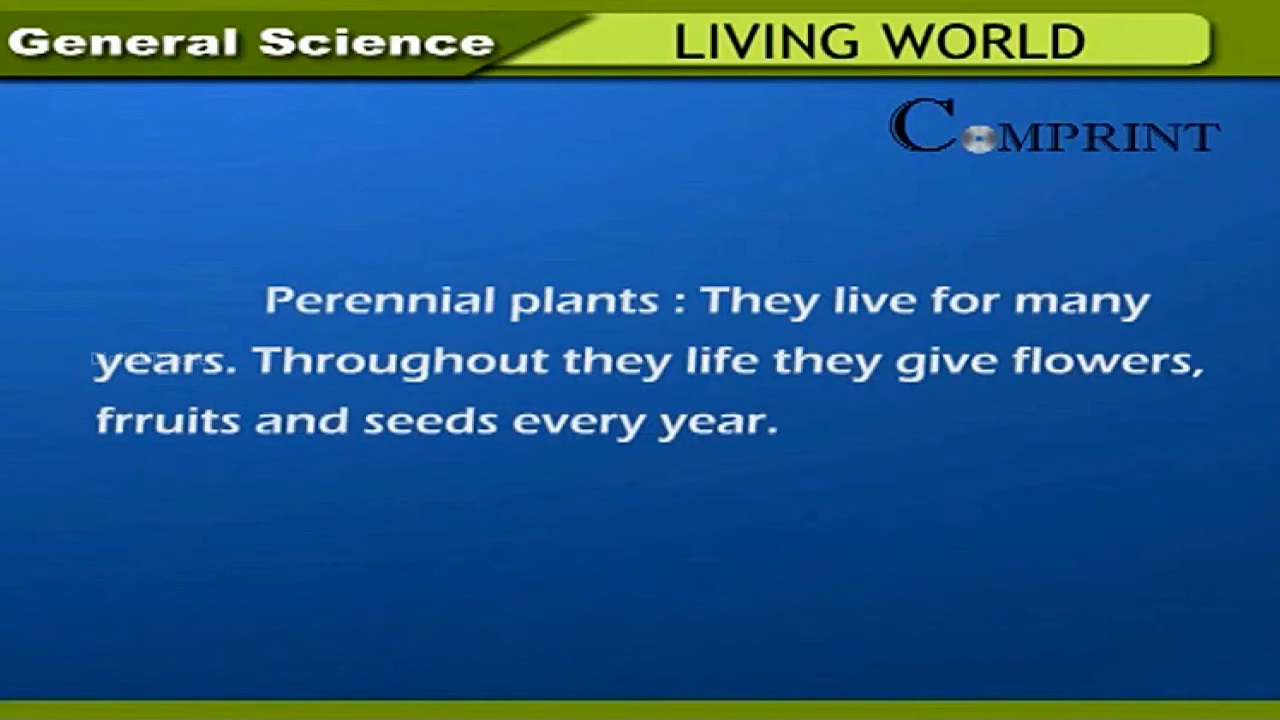 General Science
LIVING WORLD
COMPRINT
Perennial plants : They live for many
years. Throughout they life they give flowers,
frruits and seeds every year.